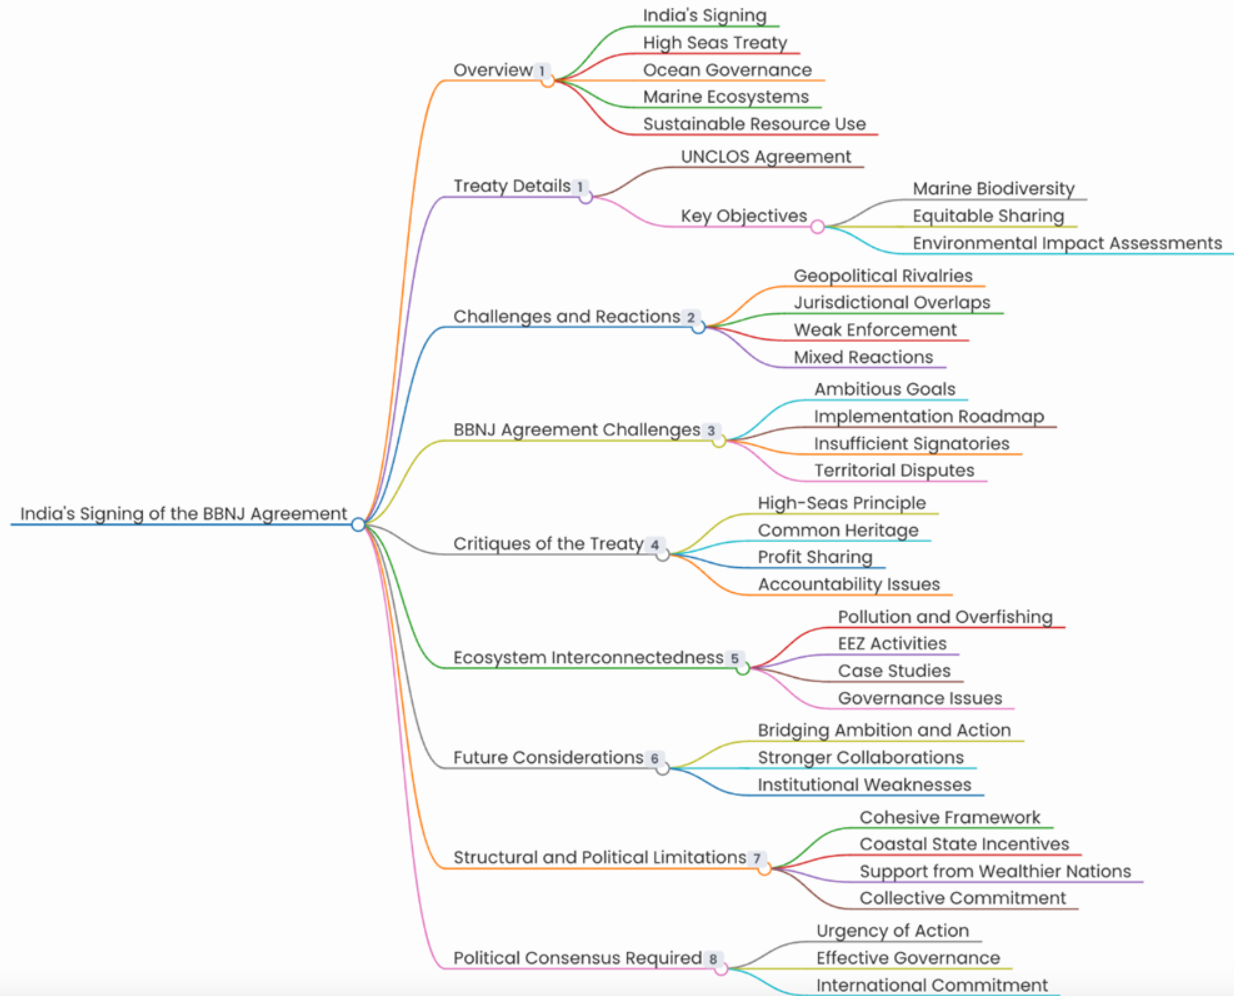 India's Signing of the BBNJ Agreement
Overview 1
India's Signing
High Seas Treaty
Ocean Governance
Marine Ecosystems
Sustainable Resource Use
Treaty Details 1
UNCLOS Agreement
Key Objectives
Marine Biodiversity
Equitable Sharing
Environmental Impact Assessments
Challenges and Reactions 2
Geopolitical Rivalries
Jurisdictional Overlaps
Weak Enforcement
Mixed Reactions
BBNJ Agreement Challenges 3
Ambitious Goals
Implementation Roadmap
Insufficient Signatories
Territorial Disputes
Critiques of the Treaty 4
High-Seas Principle
Common Heritage
Profit Sharing
Accountability Issues
Ecosystem Interconnectedness 5
Pollution and Overfishing
EEZ Activities
Case Studies
Governance Issues
Future Considerations 6
Bridging Ambition and Action
Stronger Collaborations
Institutional Weaknesses
Structural and Political Limitations 7
Cohesive Framework
Coastal State Incentives
Support from Wealthier Nations
Collective Commitment
Political Consensus Required 8
Urgency of Action
Effective Governance
International Commitment